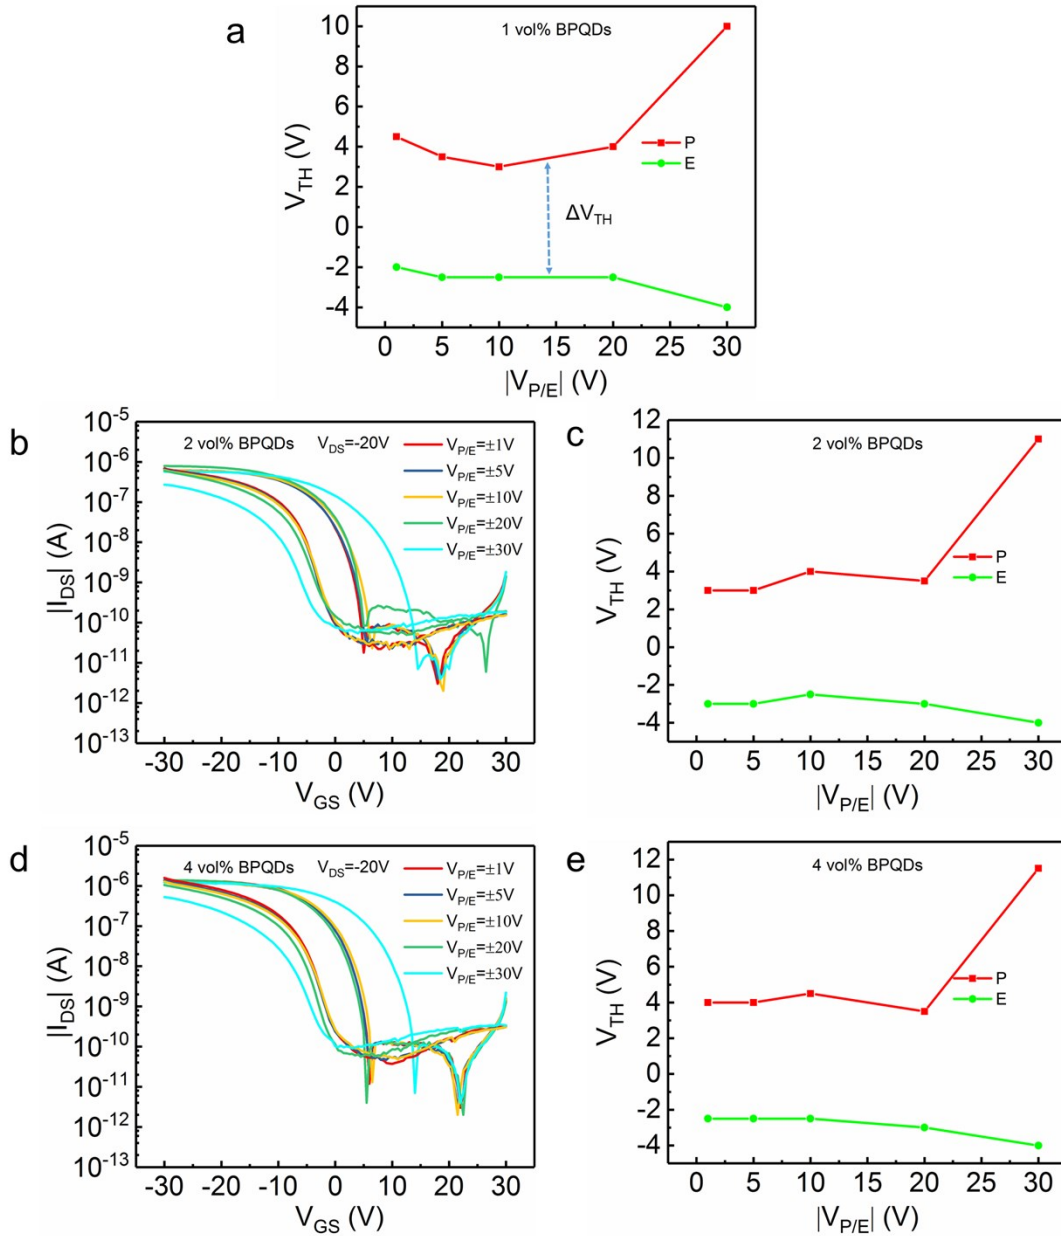 a
1 vol% BPQDs
10
8
6
4
2
0
-2
-4
V_TH (V)
P
E
ΔV_TH
0 5 10 15 20 25 30
|V_P/E| (V)
b
2 vol% BPQDs V_DS=-20V
V_P/E=±1V
V_P/E=±5V
V_P/E=±10V
V_P/E=±20V
V_P/E=±30V
10^-5
10^-6
10^-7
10^-8
10^-9
10^-10
10^-11
10^-12
10^-13
|I_DS| (A)
-30 -20 -10 0 10 20 30
V_GS (V)
c
2 vol% BPQDs
12
10
8
6
4
2
0
-2
-4
V_TH (V)
P
E
0 5 10 15 20 25 30
|V_P/E| (V)
d
4 vol% BPQDs V_DS=-20V
V_P/E=±1V
V_P/E=±5V
V_P/E=±10V
V_P/E=±20V
V_P/E=±30V
10^-5
10^-6
10^-7
10^-8
10^-9
10^-10
10^-11
10^-12
10^-13
|I_DS| (A)
-30 -20 -10 0 10 20 30
V_GS (V)
e
4 vol% BPQDs
12
10
8
6
4
2
0
-2
-4
V_TH (V)
P
E
0 5 10 15 20 25 30
|V_P/E| (V)